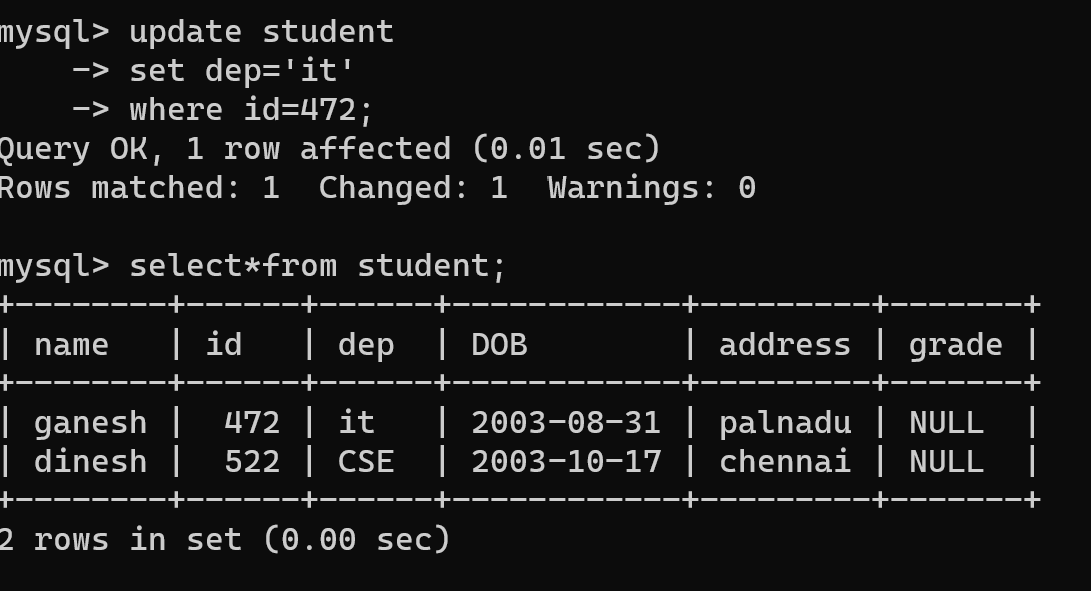 mysql> update student
    -> set dep='it'
    -> where id=472;
Query OK, 1 row affected (0.01 sec)
Rows matched: 1  Changed: 1  Warnings: 0

mysql> select*from student;
+---------+------+------+------------+---------+-------+
| name    | id   | dep  | DOB        | address | grade |
+---------+------+------+------------+---------+-------+
| ganesh |  472 | it   | 2003-08-31 | palnadu | NULL  |
| dinesh |  522 | CSE  | 2003-10-17 | chennai | NULL  |
+---------+------+------+------------+---------+-------+
2 rows in set (0.00 sec)